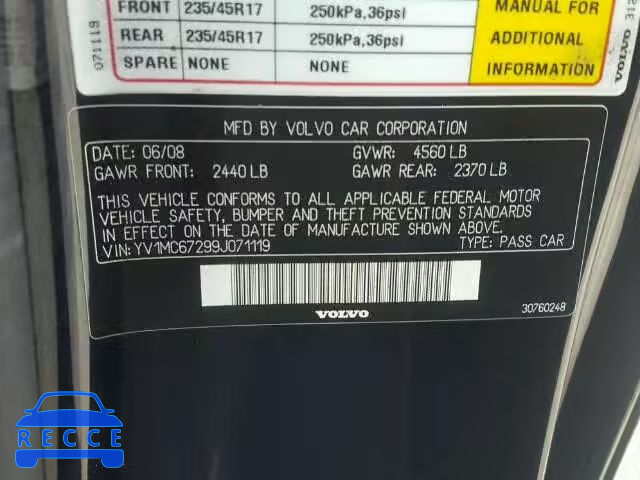 FRONT 235/45R17 250kPa,36psi MANUAL FOR
REAR 235/45R17 250kPa,36psi ADDITIONAL
SPARE NONE NONE INFORMATION
071119
VOLVO 312
MFD BY VOLVO CAR CORPORATION
DATE: 06/08 GVWR: 4560 LB
GAWR FRONT: 2440 LB GAWR REAR: 2370 LB
THIS VEHICLE CONFORMS TO ALL APPLICABLE FEDERAL MOTOR
VEHICLE SAFETY, BUMPER AND THEFT PREVENTION STANDARDS
IN EFFECT ON THE DATE OF MANUFACTURE SHOWN ABOVE.
VIN: YV1MC67299J071119 TYPE: PASS CAR
30760248
VOLVO
RECCE